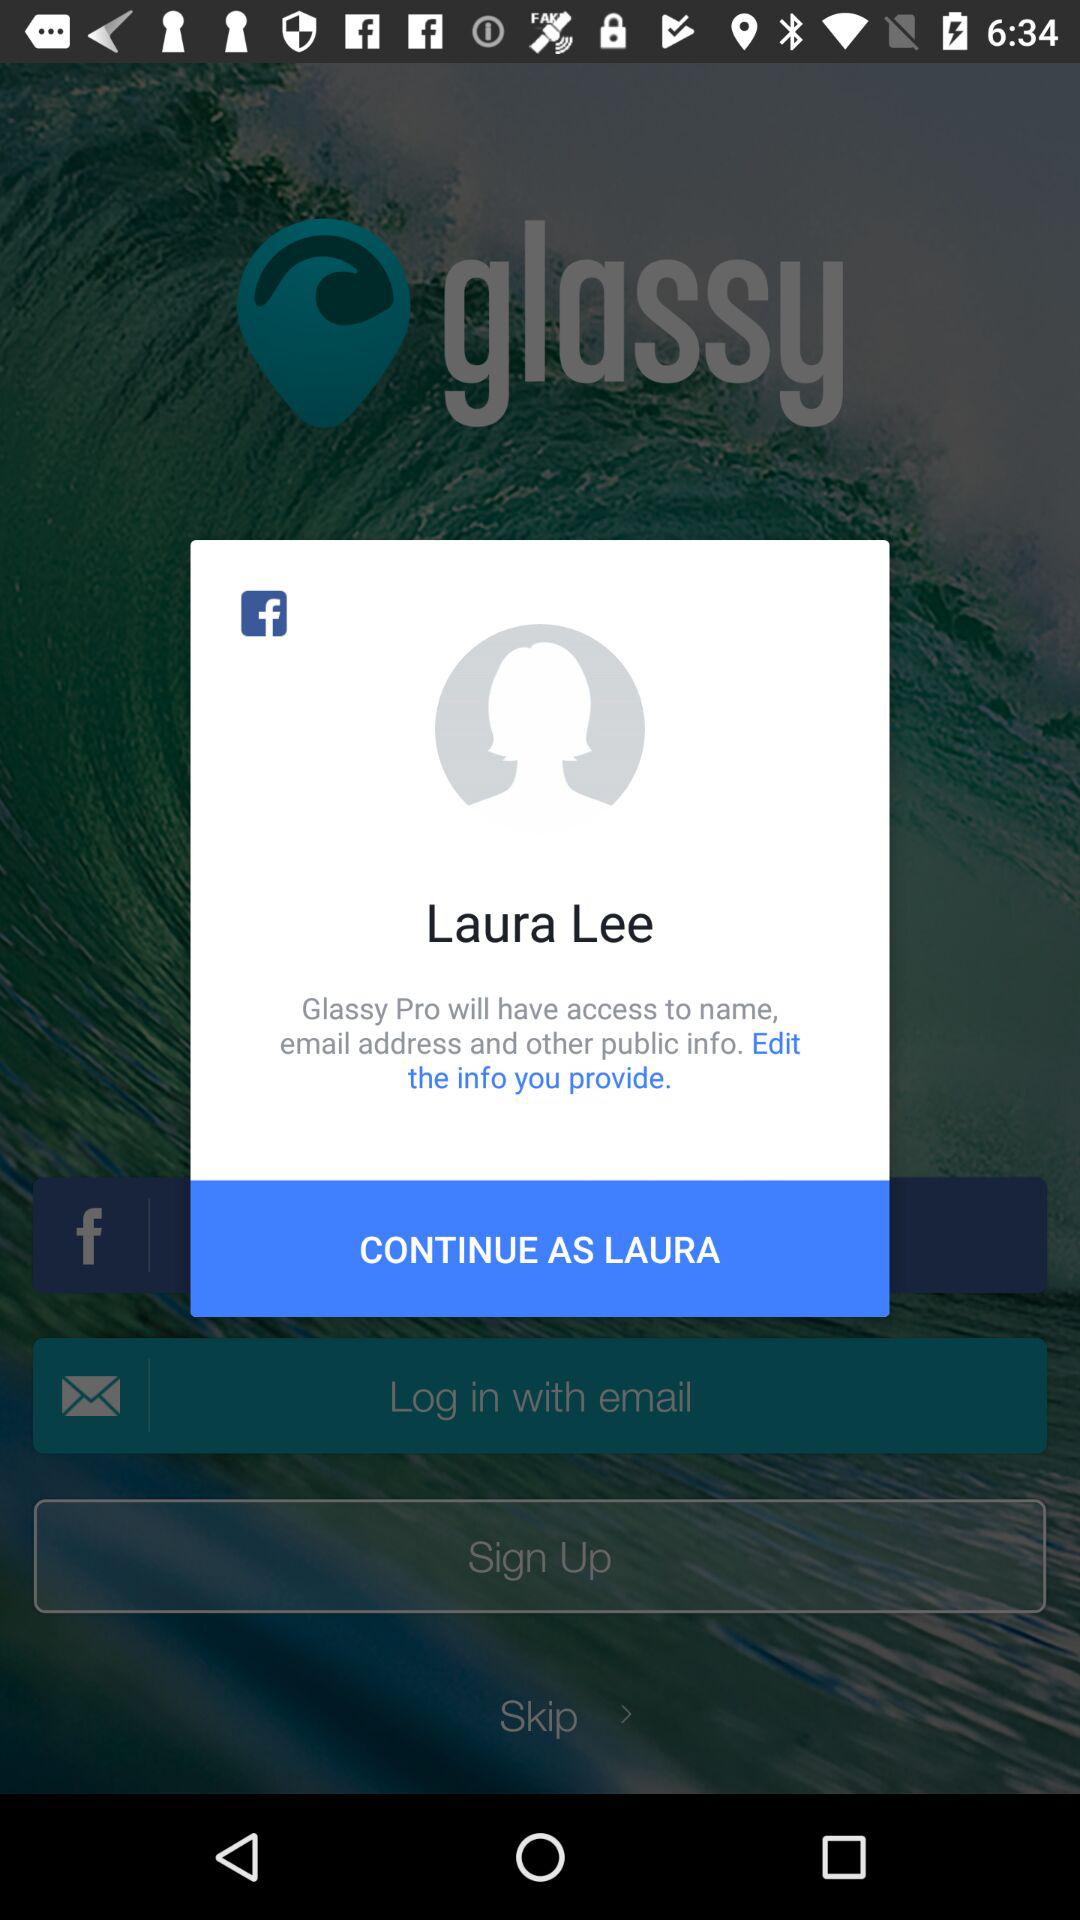 FAKE
6:34
glassy
Laura Lee
Glassy Pro will have access to name,
email address and other public info. Edit
the info you provide.
CONTINUE AS LAURA
Log in with email
Sign Up
Skip